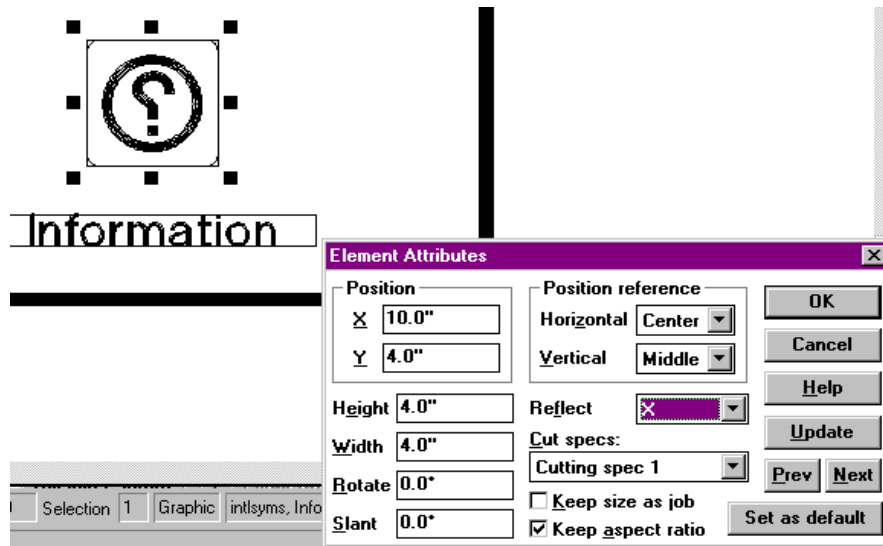 ?
Information
Element Attributes
Position
X 10.0"
Y 4.0"
Position reference
Horizontal Center
Vertical Middle
OK
Cancel
Help
Update
Prev Next
Set as default
Height 4.0"
Width 4.0"
Rotate 0.0°
Slant 0.0°
Reflect X
Cut specs:
Cutting spec 1
Keep size as job
Keep aspect ratio
Selection 1 Graphic intlsyms, Info